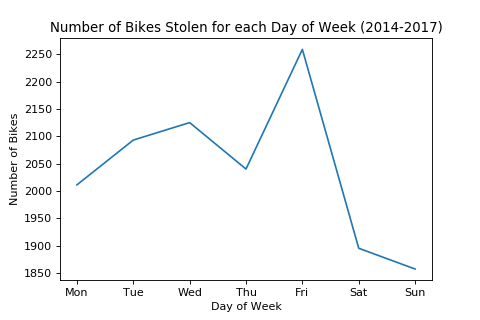 Number of Bikes Stolen for each Day of Week (2014-2017)
2250
2200
2150
2100
2050
2000
1950
1900
1850
Number of Bikes
Mon Tue Wed Thu Fri Sat Sun
Day of Week